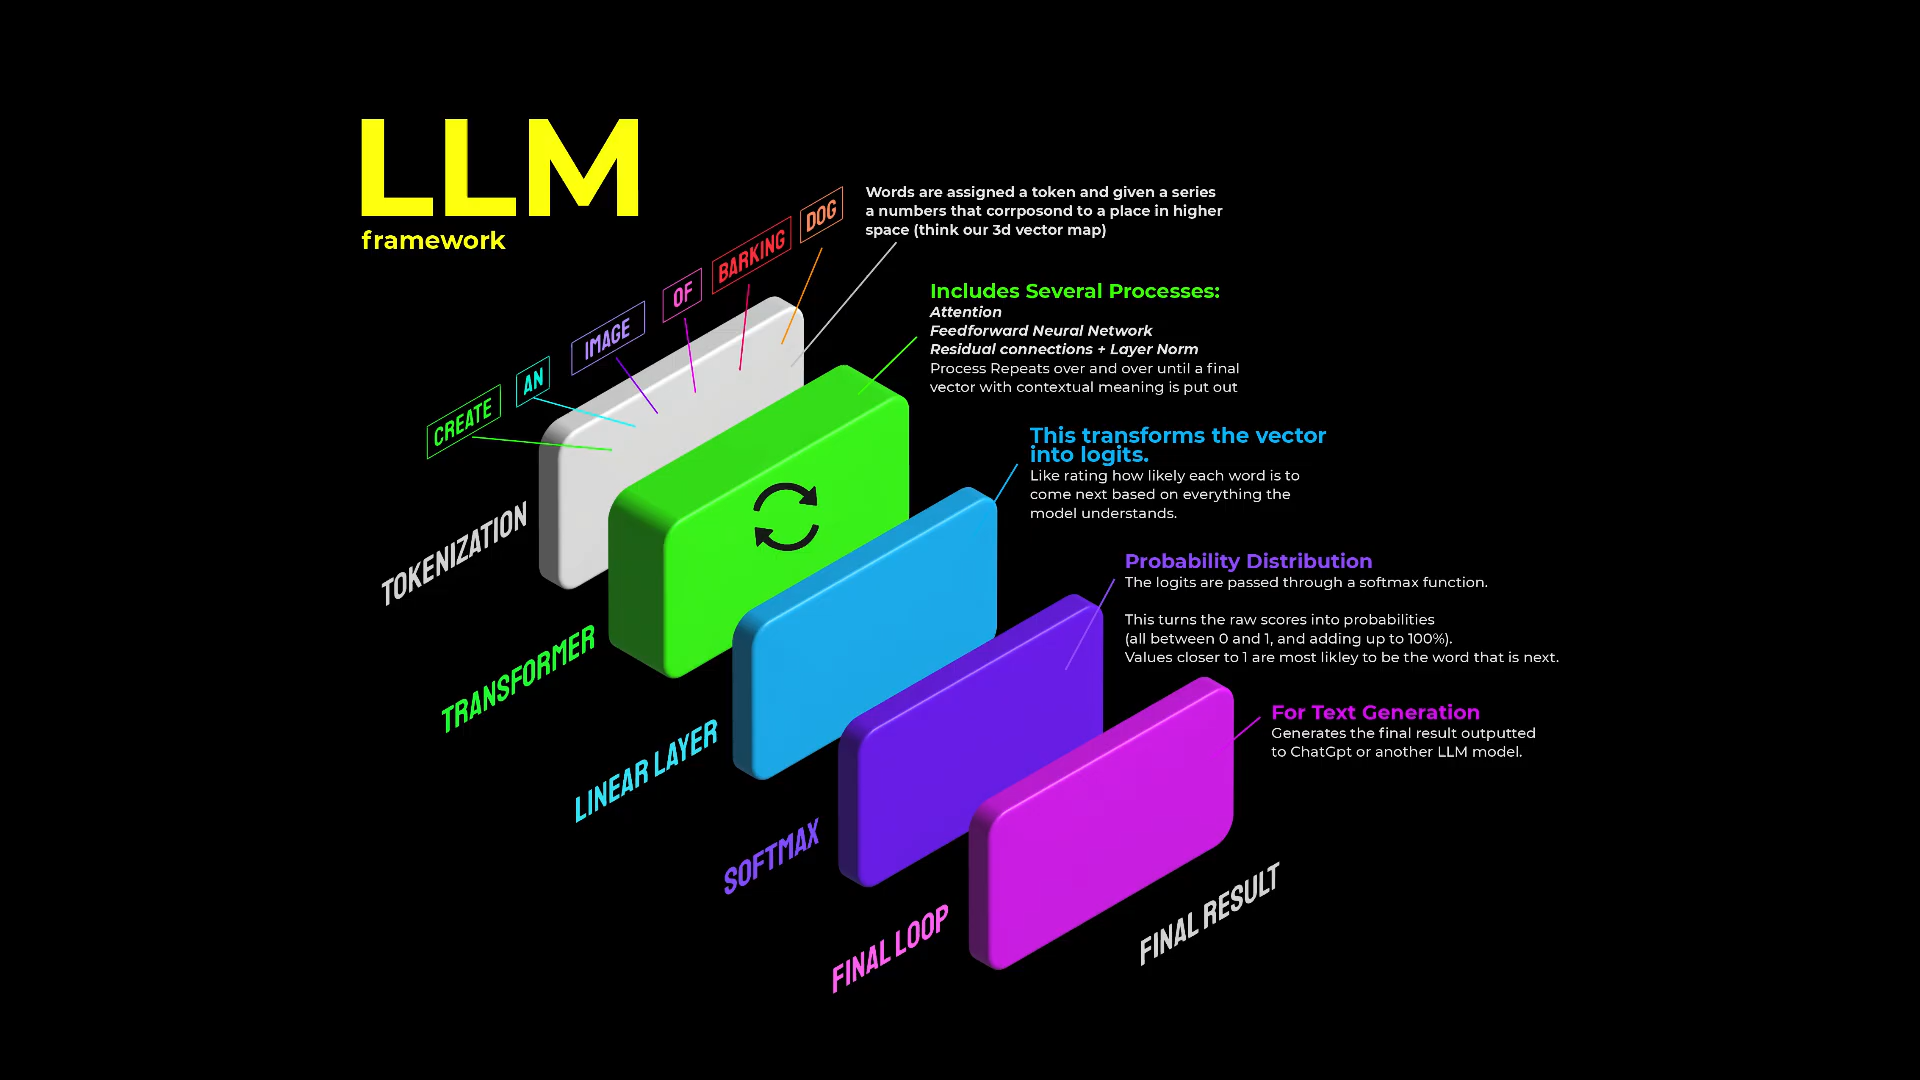 LLM
framework
CREATE
AN
IMAGE
OF
BARKING
DOG
Words are assigned a token and given a series
a numbers that corrposond to a place in higher
space (think our 3d vector map)
TOKENIZATION
Includes Several Processes:
Attention
Feedforward Neural Network
Residual connections + Layer Norm
Process Repeats over and over until a final
vector with contextual meaning is put out
TRANSFORMER
This transforms the vector
into logits.
Like rating how likely each word is to
come next based on everything the
model understands.
LINEAR LAYER
Probability Distribution
The logits are passed through a softmax function.
This turns the raw scores into probabilities
(all between 0 and 1, and adding up to 100%).
Values closer to 1 are most likley to be the word that is next.
SOFTMAX
For Text Generation
Generates the final result outputted
to ChatGpt or another LLM model.
FINAL LOOP
FINAL RESULT